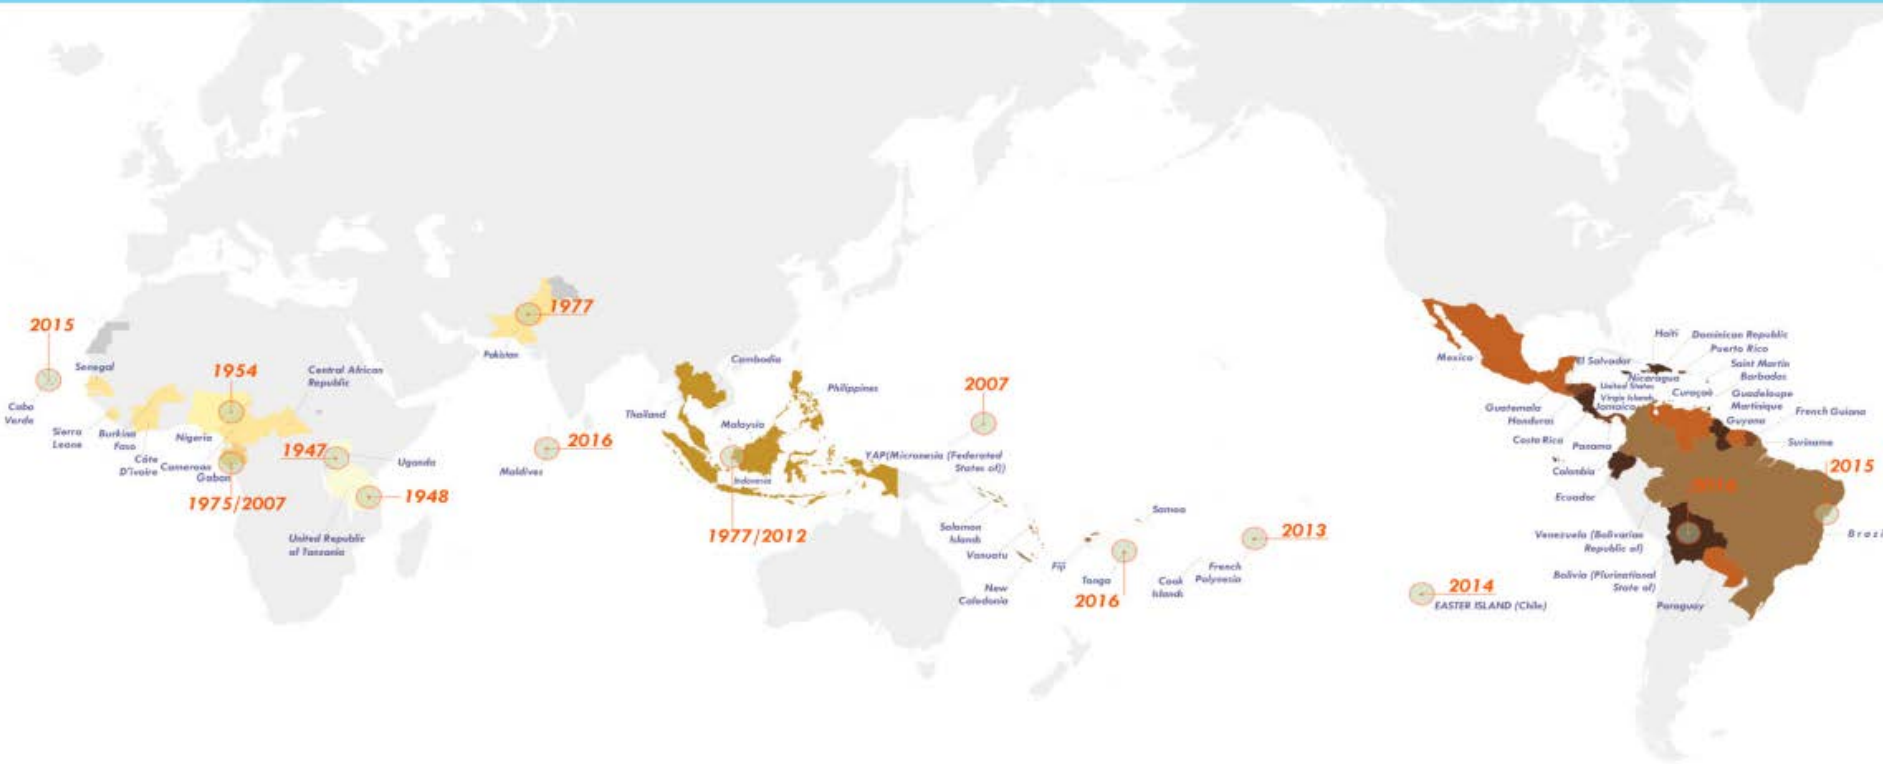 2015
Senegal
Cabo
Verde
Sierra
Leone
Burkina
Faso
Côte
D'ivoire
Nigeria
1954
Central African
Republic
Cameroon
Gabon
1975/2007
1947
Uganda
1948
United Republic
of Tanzania
1977
Pakistan
2016
Maldives
Cambodia
Philippines
Thailand
Malaysia
Indonesia
1977/2012
2007
YAP(Micronesia (Federated
States of))
Solomon
Islands
Vanuatu
New
Caledonia
Fiji
Samoa
Tonga
2016
Cook
Islands
French
Polynesia
2013
2014
EASTER ISLAND (Chile)
Mexico
Haiti
Dominican Republic
Puerto Rico
El Salvador
Saint Martin
Barbados
Nicaragua
United States
Virgin Islands
Curaçao
Guadeloupe
Martinique
Jamaica
French Guiana
Guatemala
Honduras
Guyana
Costa Rica
Panama
Suriname
Colombia
2015
Ecuador
Venezuela (Bolivarian
Republic of)
Bolivia (Plurinational
State of)
Paraguay
Brazi